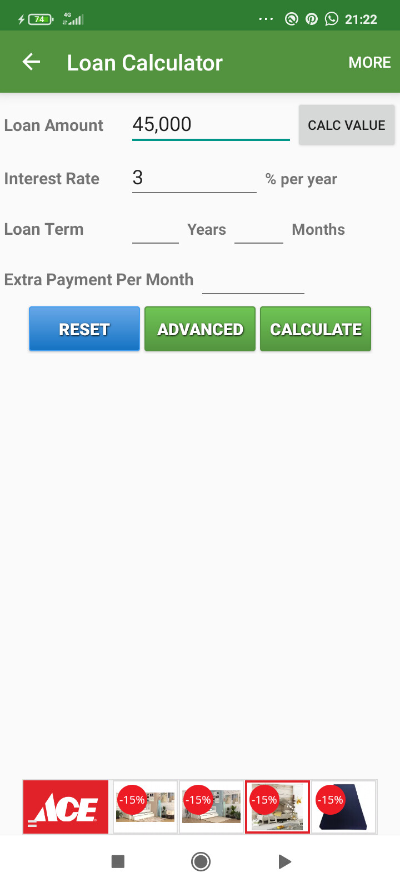 74 4G ... 21:22
Loan Calculator MORE
Loan Amount 45,000 CALC VALUE
Interest Rate 3 % per year
Loan Term Years Months
Extra Payment Per Month
RESET ADVANCED CALCULATE
ACE -15% -15% -15% -15%